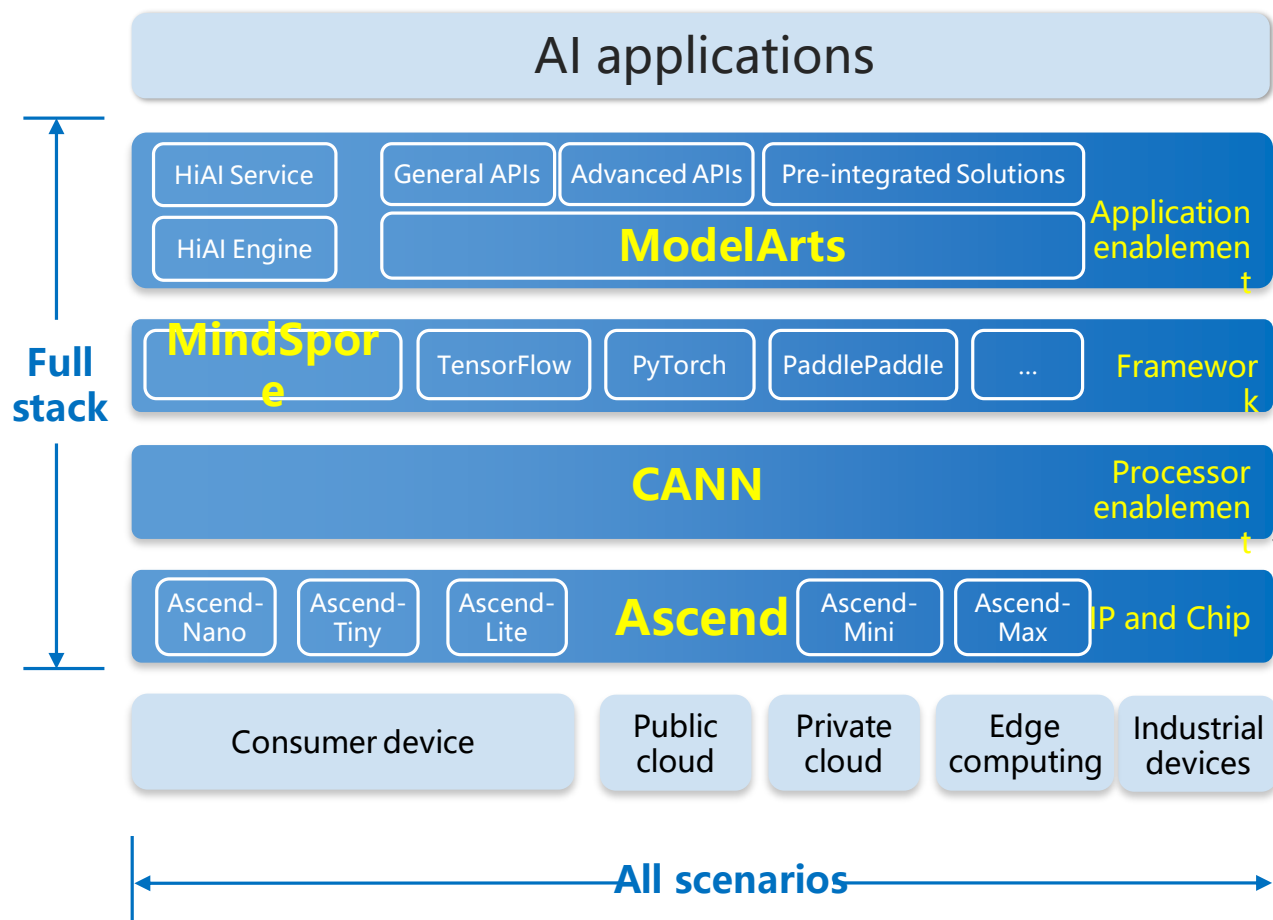 AI applications
HiAI Service
General APIs
Advanced APIs
Pre-integrated Solutions
HiAI Engine
ModelArts
Application
enablemen
t
Full
stack
MindSpor
e
TensorFlow
PyTorch
PaddlePaddle
...
Framewor
k
CANN
Processor
enablemen
t
Ascend-
Nano
Ascend-
Tiny
Ascend-
Lite
Ascend
Ascend-
Mini
Ascend-
Max
IP and Chip
Consumer device
Public
cloud
Private
cloud
Edge
computing
Industrial
devices
All scenarios